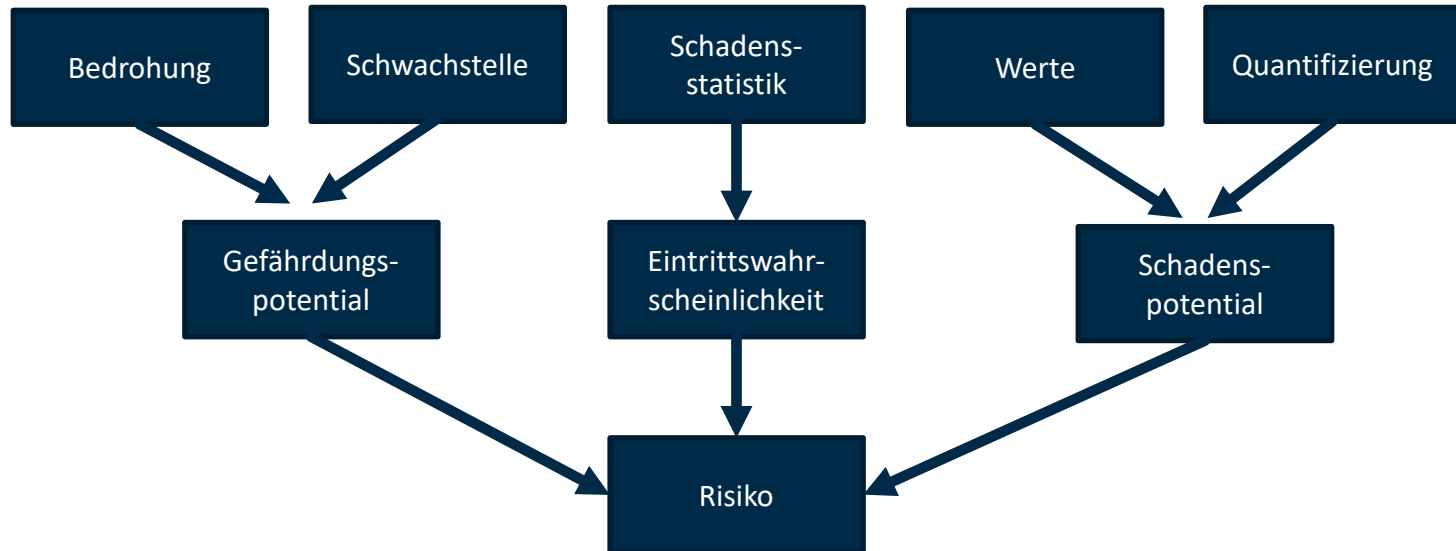 Bedrohung
Schwachstelle
Schadens-
statistik
Werte
Quantifizierung
Gefährdungs-
potential
Eintrittswahr-
scheinlichkeit
Schadens-
potential
Risiko